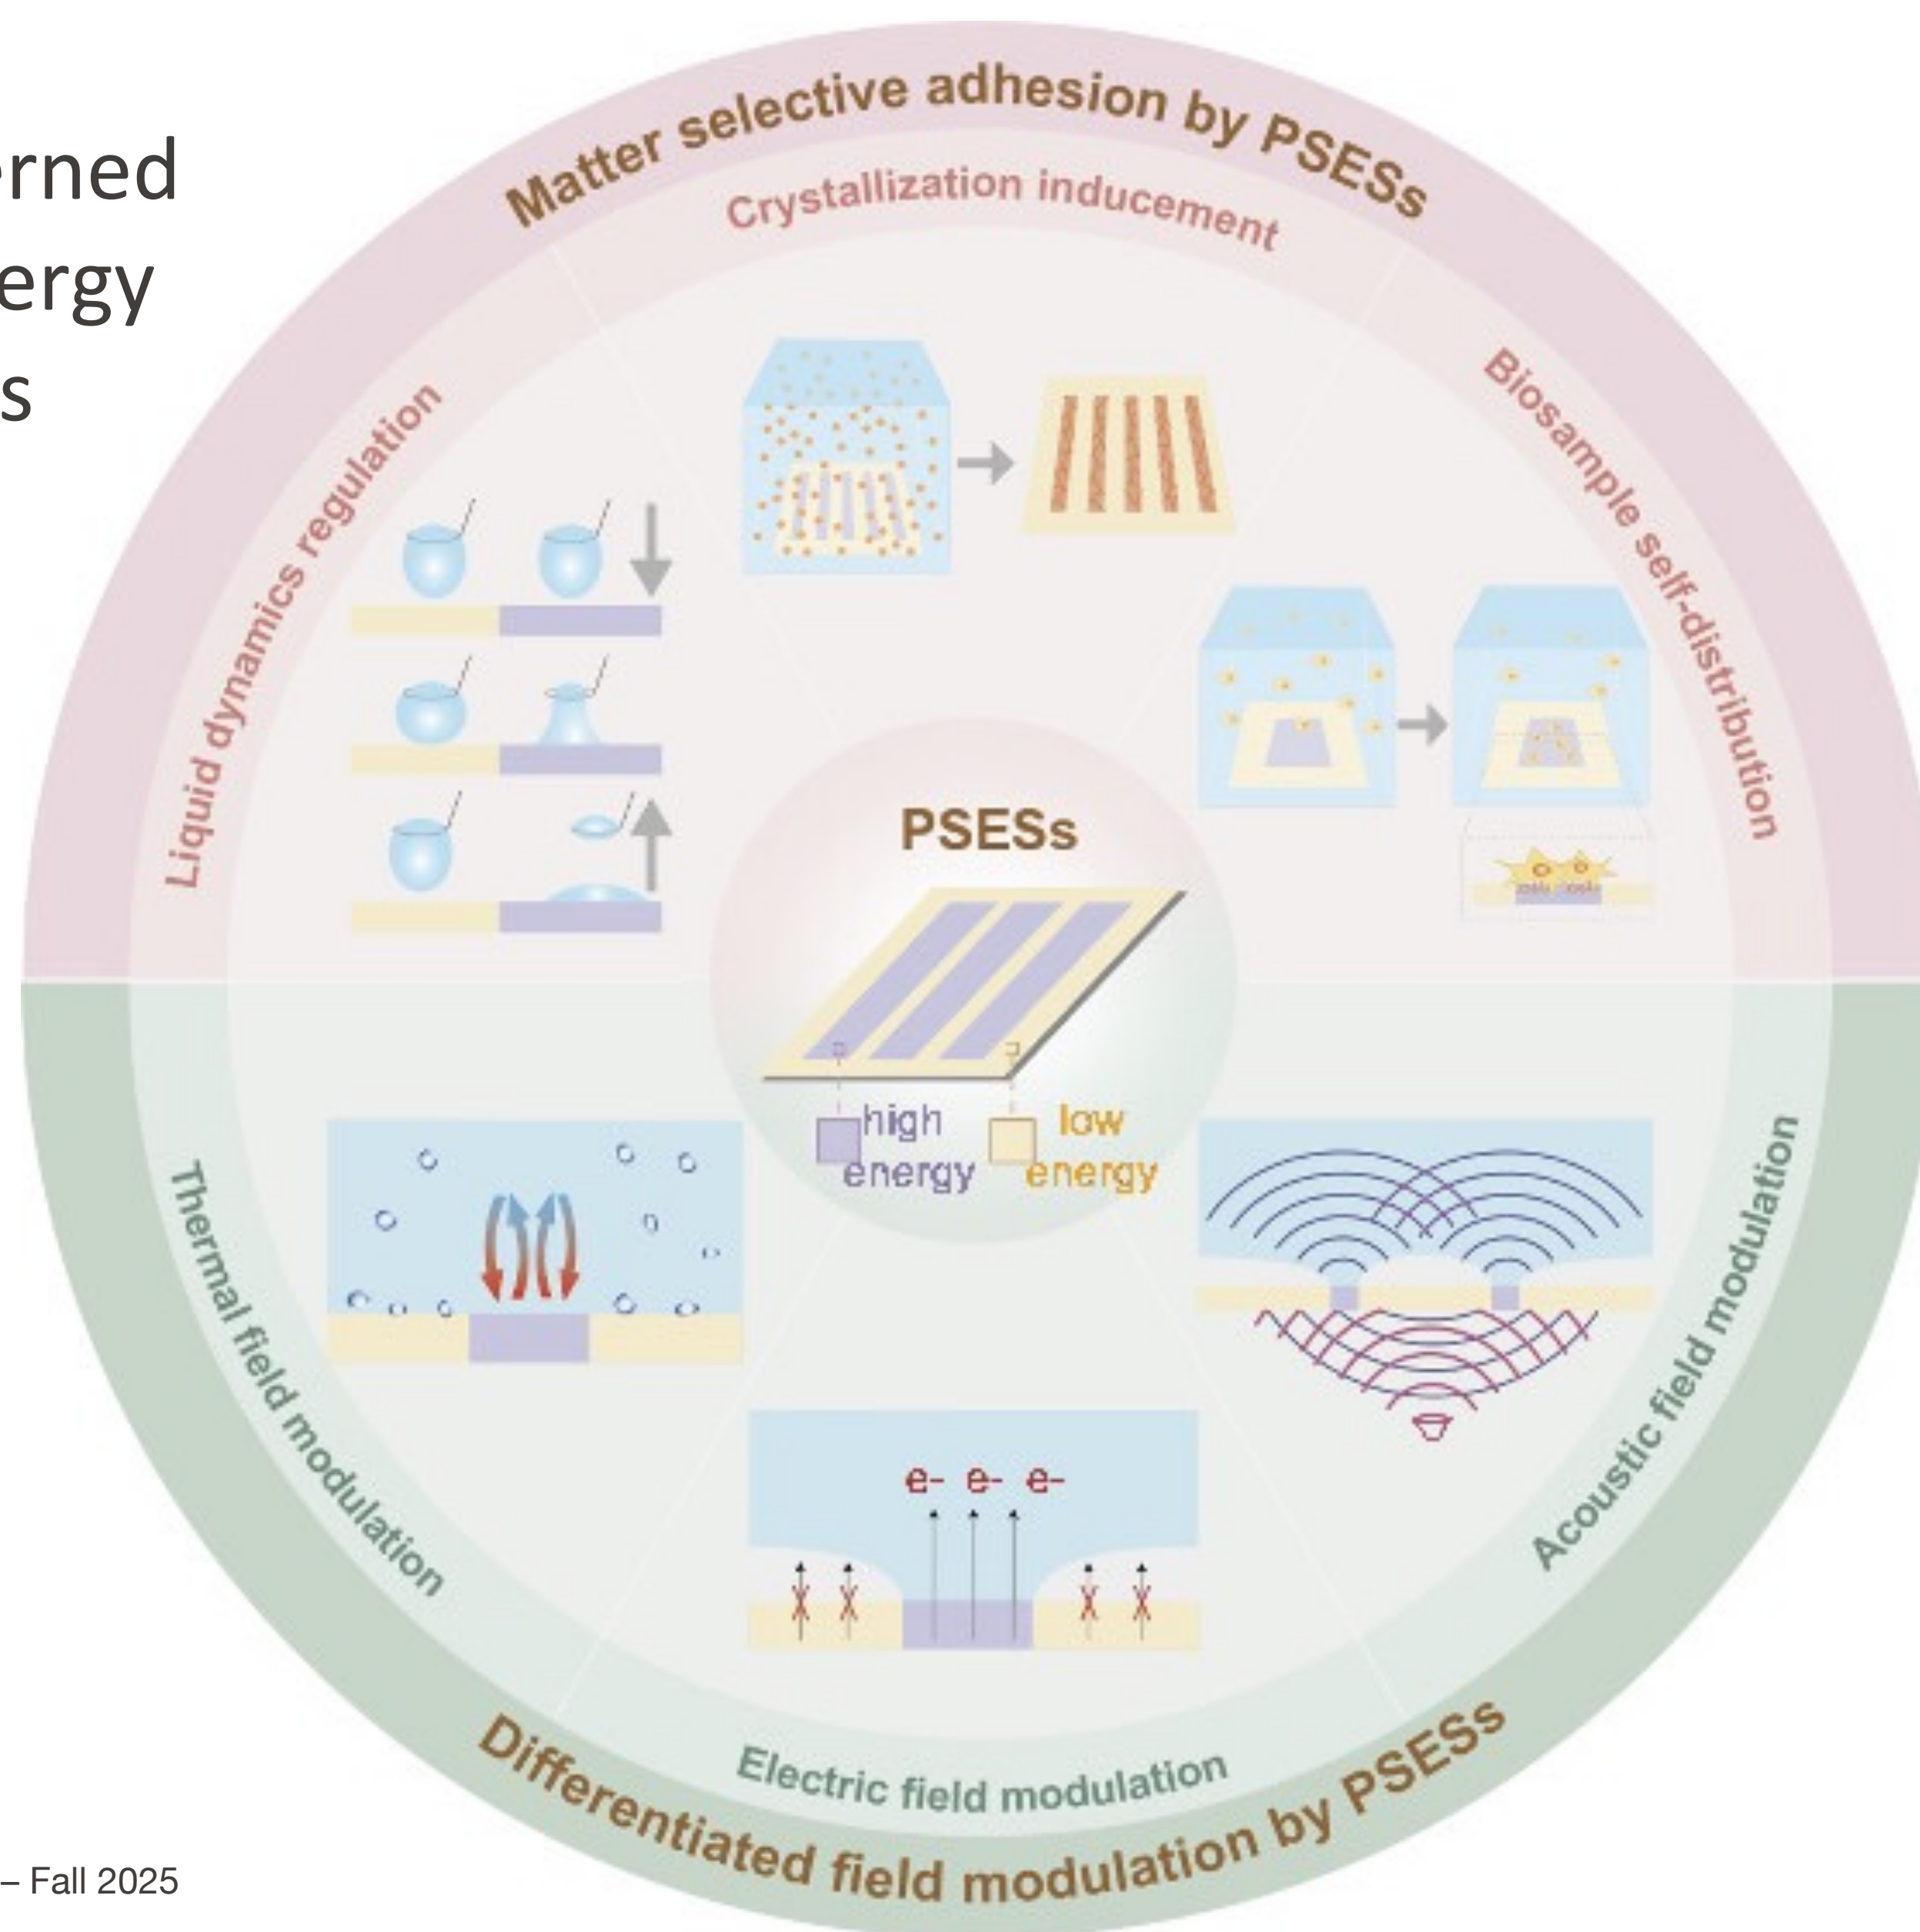 erned
ergy
s
Matter selective adhesion by PSESs
Crystallization inducement
Liquid dynamics regulation
Biosample self-distribution
PSESs
high
energy
low
energy
Thermal field modulation
Acoustic field modulation
e- e- e-
Electric field modulation
Differentiated field modulation by PSESs
– Fall 2025